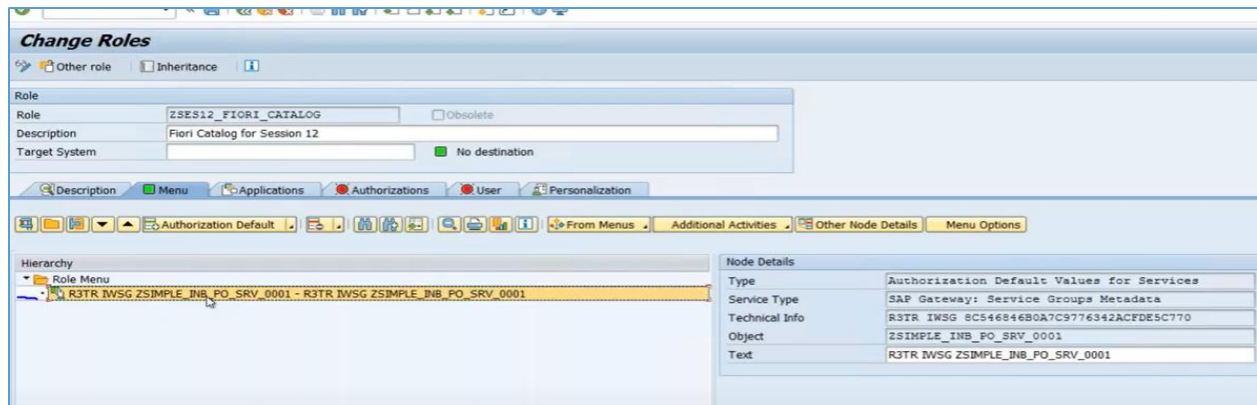 Change Roles
Other role Inheritance
Role
Role ZSES12_FIORI_CATALOG Obsolete
Description Fiori Catalog for Session 12
Target System No destination
Description Menu Applications Authorizations User Personalization
Authorization Default From Menus Additional Activities Other Node Details Menu Options
Hierarchy
Role Menu
R3TR IWSG ZSIMPLE_INB_PO_SRV_0001 - R3TR IWSG ZSIMPLE_INB_PO_SRV_0001
Node Details
Type Authorization Default Values for Services
Service Type SAP Gateway: Service Groups Metadata
Technical Info R3TR IWSG 8C546846B0A7C9776342ACFDE5C770
Object ZSIMPLE_INB_PO_SRV_0001
Text R3TR IWSG ZSIMPLE_INB_PO_SRV_0001